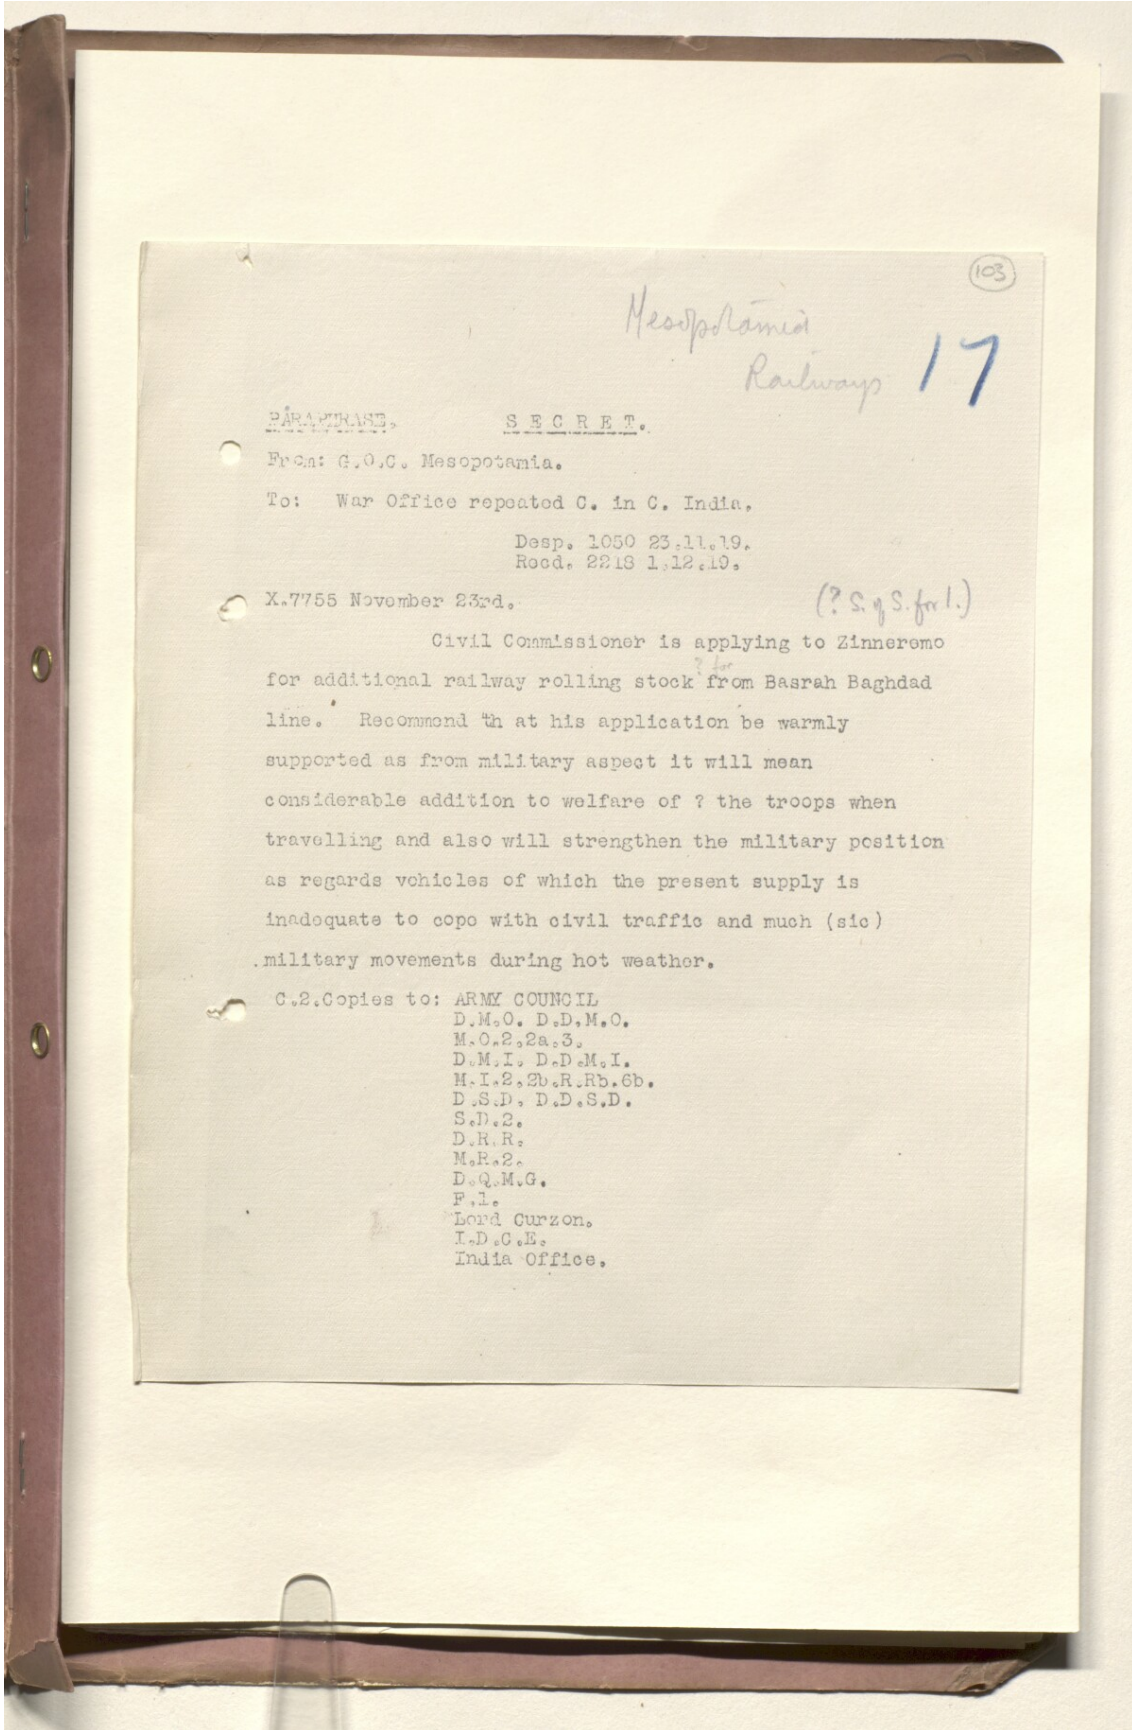 103
Mesopotamia
Railways
17
PARAPHRASE.
S E C R E T.
From: G.O.C. Mesopotamia.
To: War Office repeated C. in C. India.
Desp. 1050 23.11.19.
Recd. 2218 1.12.19.
X.7755 November 23rd.
(? S. of S. for I.)
Civil Commissioner is applying to Zinneremo
? for
for additional railway rolling stock from Basrah Baghdad
line. Recommend th at his application be warmly
supported as from military aspect it will mean
considerable addition to welfare of ? the troops when
travelling and also will strengthen the military position
as regards vehicles of which the present supply is
inadequate to cope with civil traffic and much (sic)
military movements during hot weather.
C.2.Copies to: ARMY COUNCIL
D.M.O. D.D.M.O.
M.O.2.2a.3.
D.M.I. D.D.M.I.
M.I.2.2b.R.Rb.6b.
D.S.D. D.D.S.D.
S.D.2.
D.R.R.
M.R.2.
D.Q.M.G.
F.1.
Lord Curzon.
I.D.C.E.
India Office.